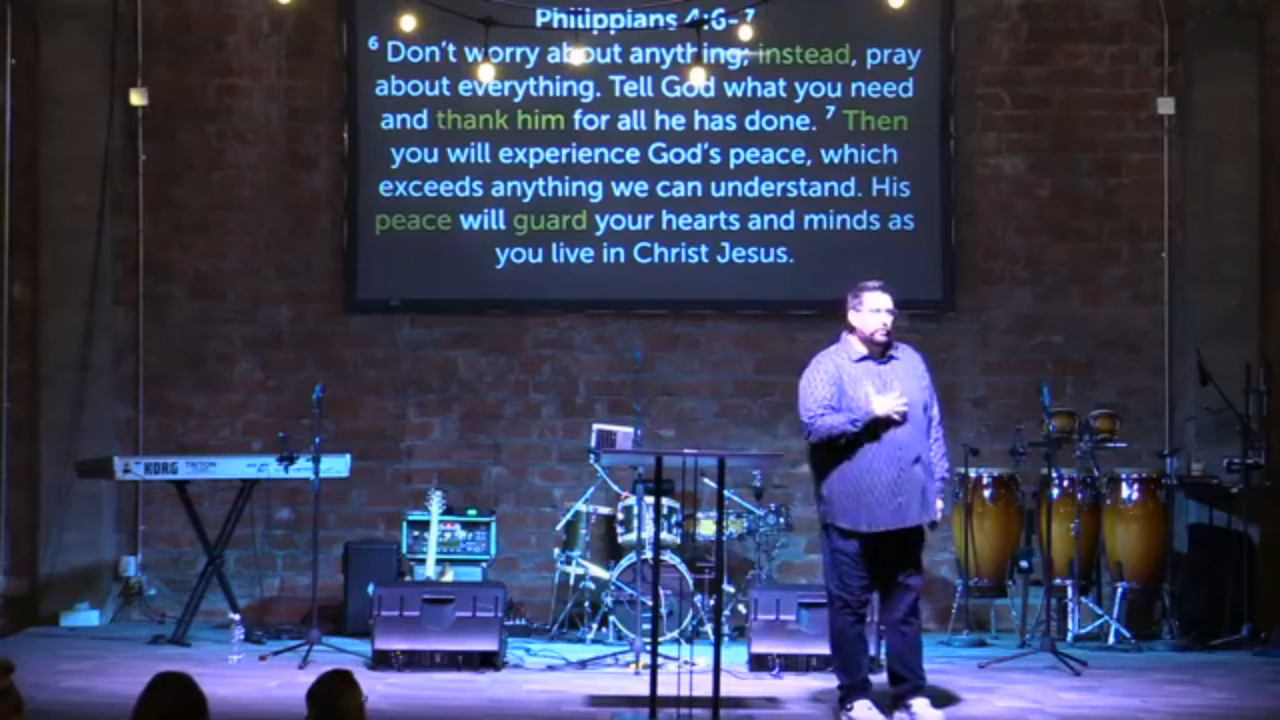 Philippians 4:6-7
⁶ Don't worry about anything; instead, pray
about everything. Tell God what you need
and thank him for all he has done. ⁷ Then
you will experience God's peace, which
exceeds anything we can understand. His
peace will guard your hearts and minds as
you live in Christ Jesus.
KORG TRITON